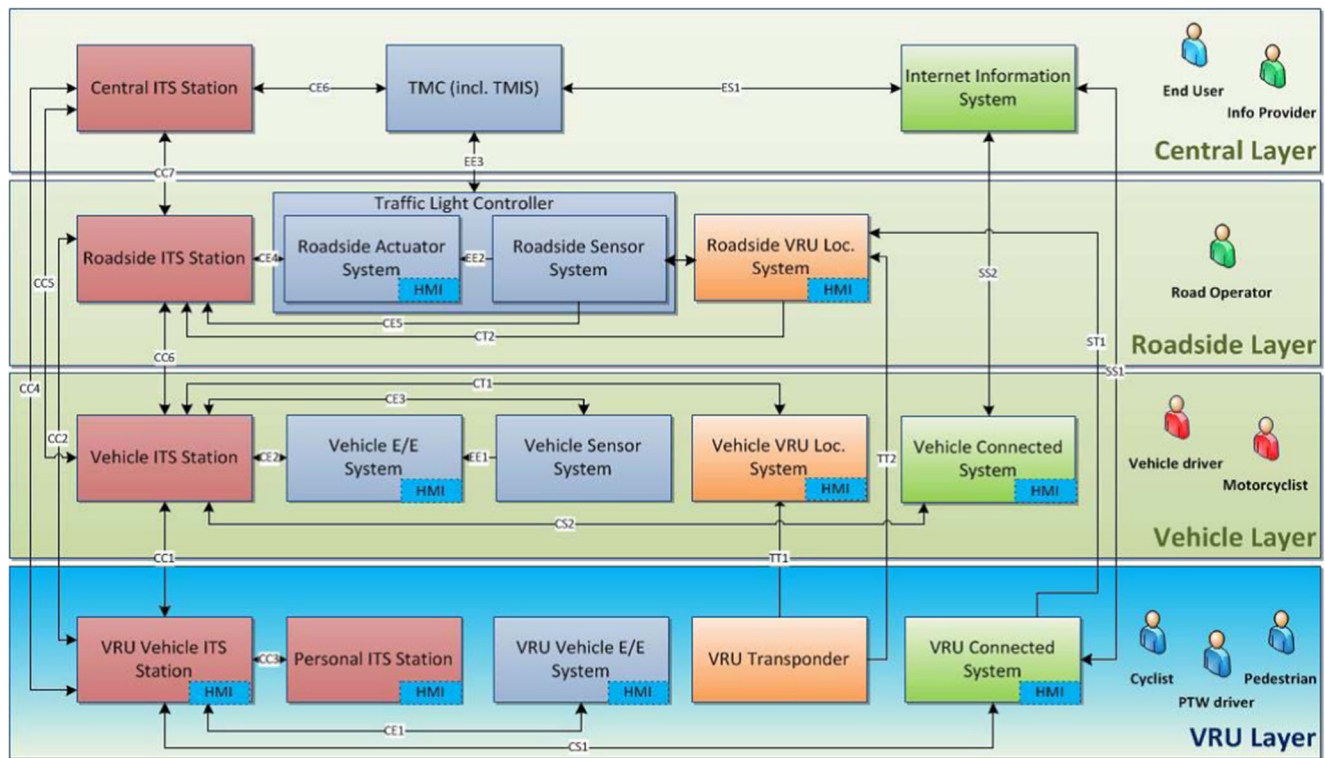 Central ITS Station
CE6
TMC (incl. TMIS)
ES1
Internet Information
System
End User
Info Provider
Central Layer
CC7
EE3
Traffic Light Controller
Roadside ITS Station
CE4
Roadside Actuator
System
HMI
EE2
Roadside Sensor
System
Roadside VRU Loc.
System
HMI
SS2
Road Operator
CE5
CT2
ST1
Roadside Layer
CC5
CC6
CC4
SS1
CT1
CE3
CC2
Vehicle ITS Station
CE2
Vehicle E/E
System
HMI
EE1
Vehicle Sensor
System
Vehicle VRU Loc.
System
HMI
TT2
Vehicle Connected
System
HMI
Vehicle driver
Motorcyclist
CS2
Vehicle Layer
CC1
TT1
VRU Vehicle ITS
Station
HMI
CC3
Personal ITS Station
HMI
VRU Vehicle E/E
System
HMI
VRU Transponder
VRU Connected
System
HMI
Cyclist
PTW driver
Pedestrian
CE1
CS1
VRU Layer